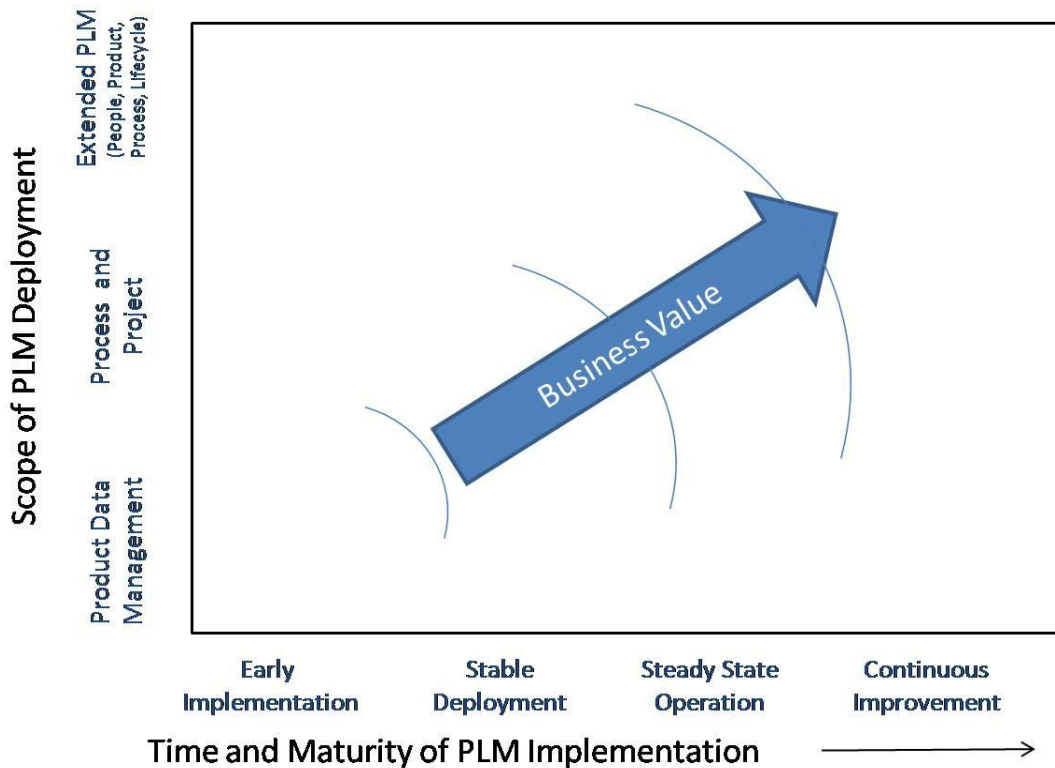 Scope of PLM Deployment
Extended PLM
(People, Product,
Process, Lifecycle)
Process and
Project
Product Data
Management
Business Value
Early
Implementation
Stable
Deployment
Steady State
Operation
Continuous
Improvement
Time and Maturity of PLM Implementation